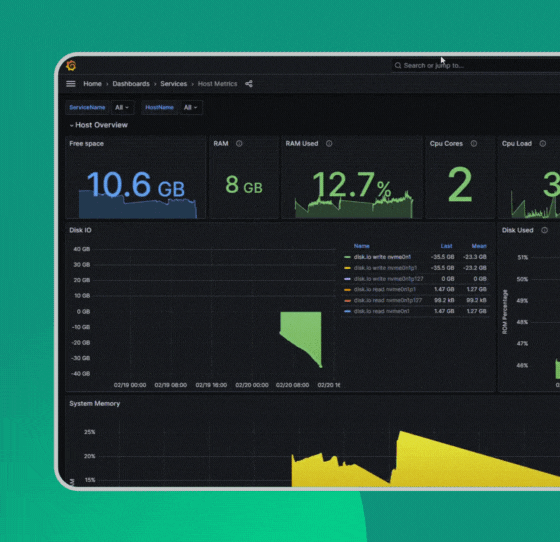 Search or jump to...
Home › Dashboards › Services › Host Metrics
ServiceName All HostName All
Host Overview
Free space RAM RAM Used Cpu Cores Cpu Load
10.6 GB 8 GB 12.7% 2 3
Disk IO Disk Used
Name Last Mean
40 GB
30 GB
20 GB
10 GB
0 GB
-10 GB
-20 GB
-30 GB
-40 GB
disk.io write nvme0n1 -35.5 GB -23.3 GB
disk.io write nvme0n1p1 -35.5 GB -23.2 GB
disk.io write nvme0n1p127 0 GB 0 GB
disk.io read nvme0n1p1 1.47 GB 1.27 GB
disk.io read nvme0n1p127 99.2 kB 99.2 kB
disk.io read nvme0n1 1.47 GB 1.27 GB
02/19 00:00 02/19 08:00 02/19 16:00 02/20 00:00 02/20 08:00 02/20 1
ROM Percentage
51%
50%
49%
48%
47%
46%
System Memory
25%
20%
15%